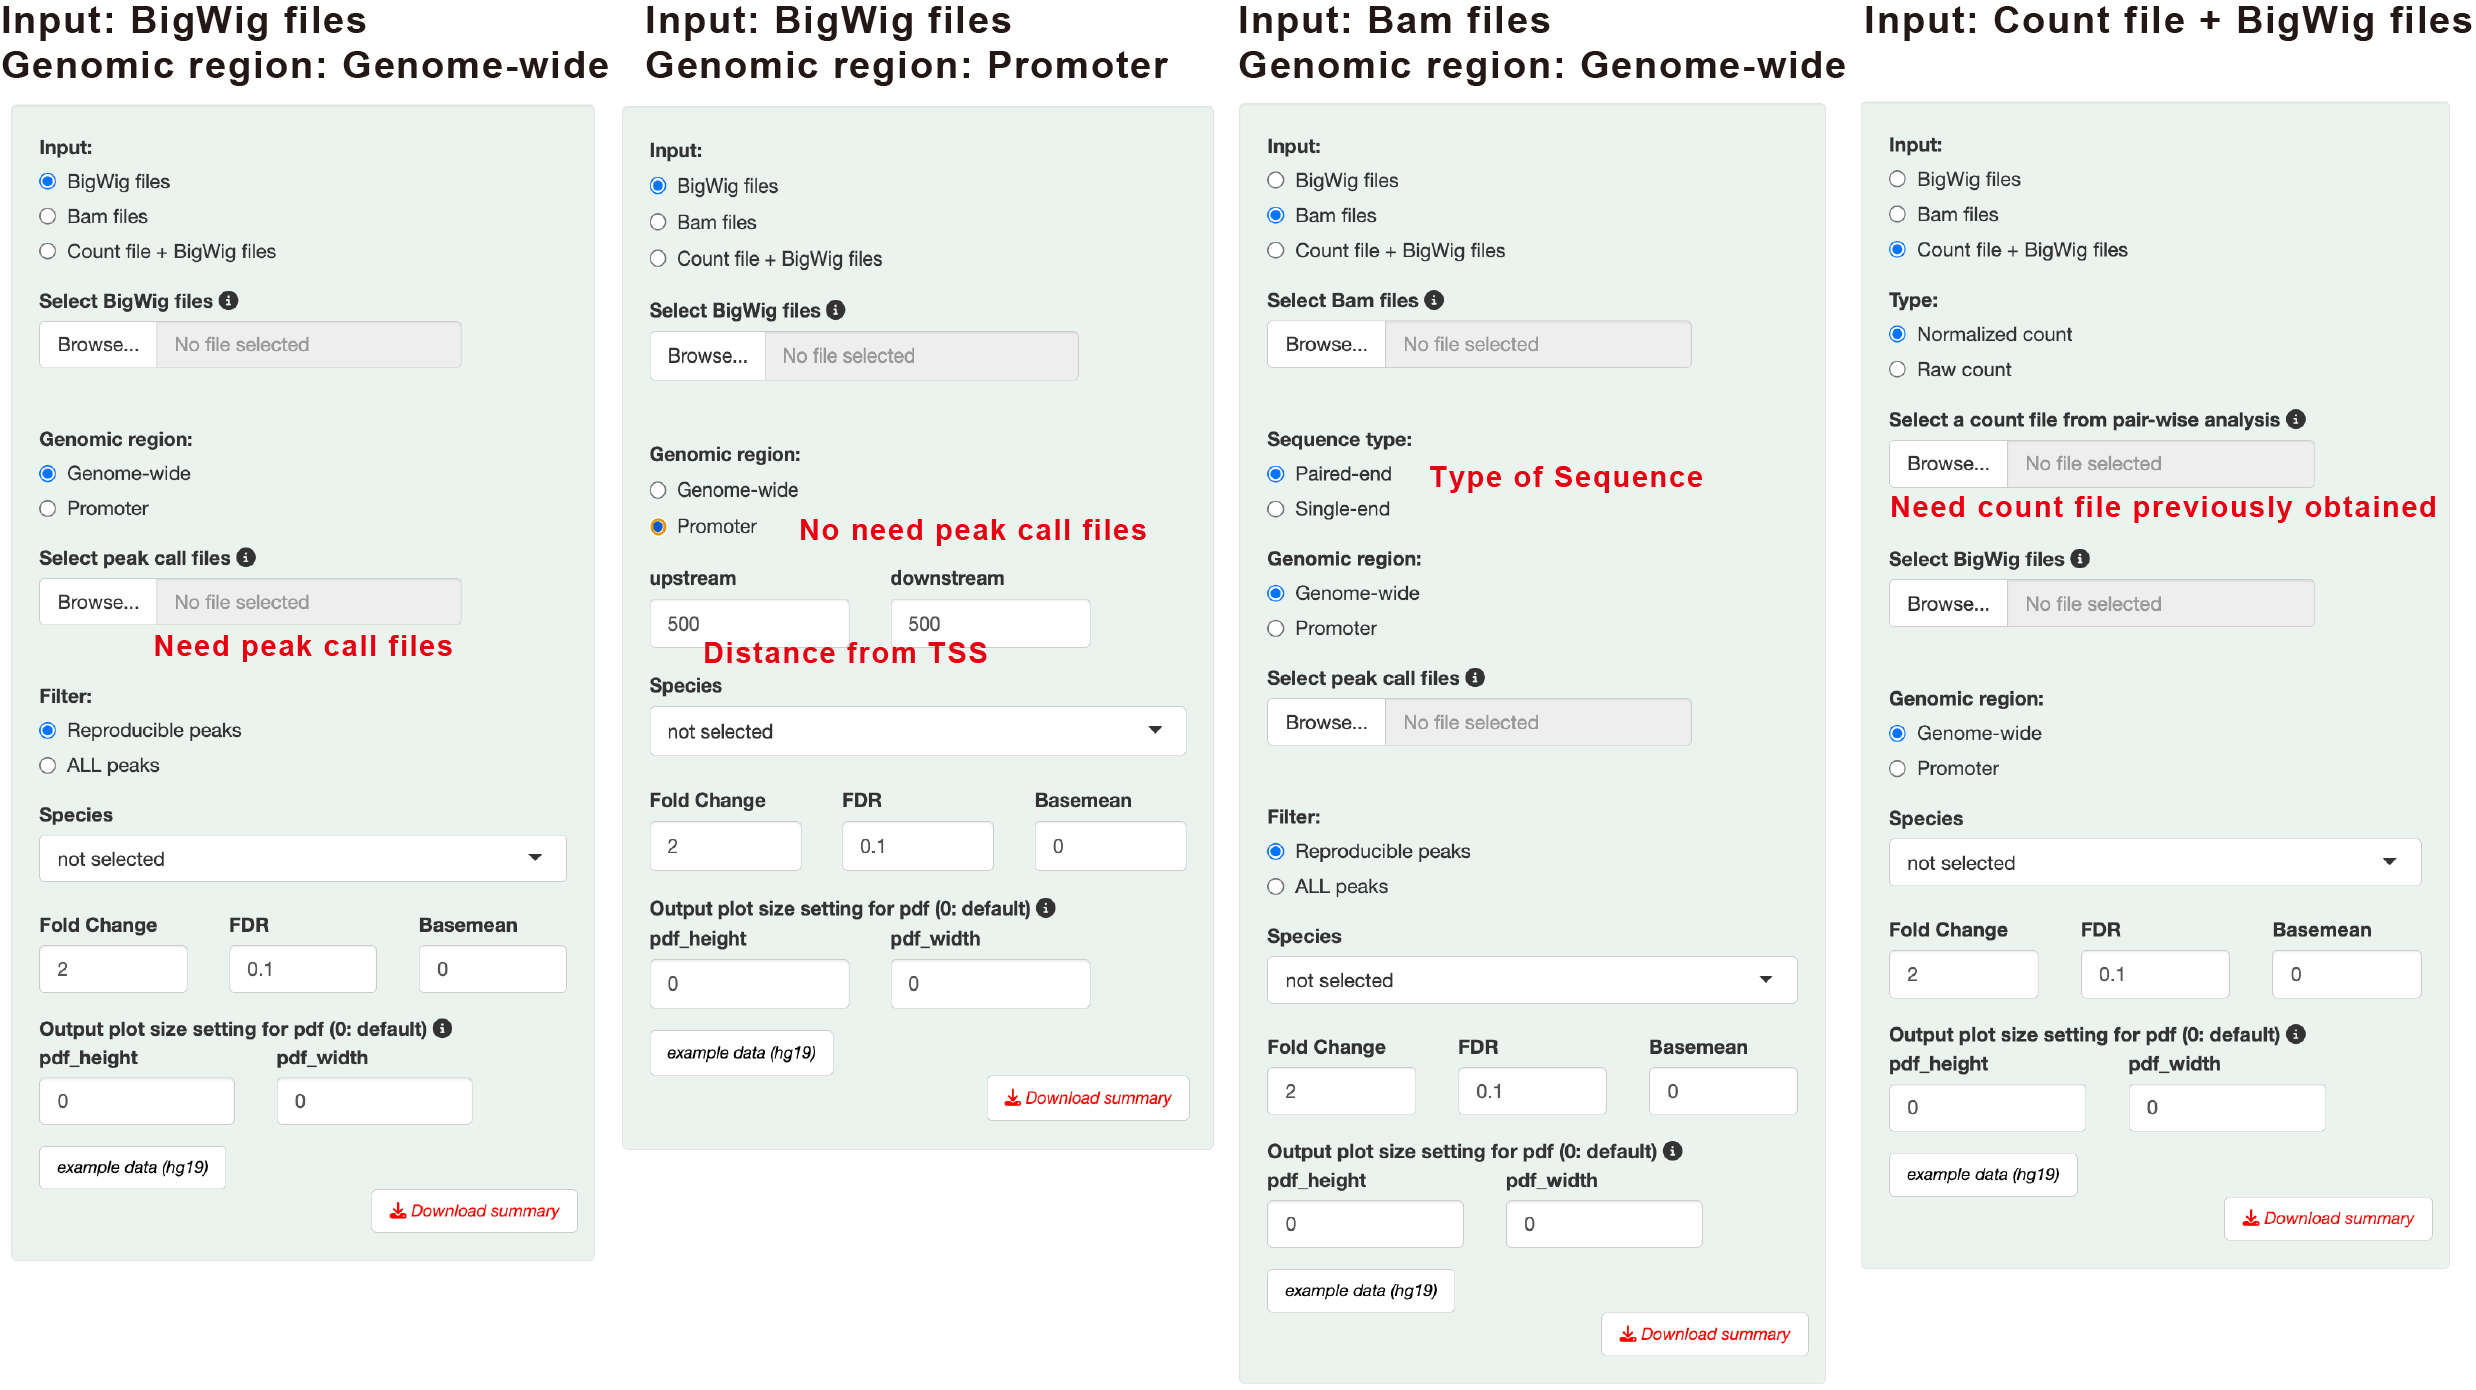 Input: BigWig files
Genomic region: Genome-wide
Input:
BigWig files
Bam files
Count file + BigWig files
Select BigWig files
Browse... No file selected
Genomic region:
Genome-wide
Promoter
Select peak call files
Browse... No file selected
Need peak call files
Filter:
Reproducible peaks
ALL peaks
Species
not selected
Fold Change FDR Basemean
2 0.1 0
Output plot size setting for pdf (0: default)
pdf_height pdf_width
0 0
example data (hg19)
Download summary
Input: BigWig files
Genomic region: Promoter
Input:
BigWig files
Bam files
Count file + BigWig files
Select BigWig files
Browse... No file selected
Genomic region:
Genome-wide
Promoter
No need peak call files
upstream downstream
500 500
Distance from TSS
Species
not selected
Fold Change FDR Basemean
2 0.1 0
Output plot size setting for pdf (0: default)
pdf_height pdf_width
0 0
example data (hg19)
Download summary
Input: Bam files
Genomic region: Genome-wide
Input:
BigWig files
Bam files
Count file + BigWig files
Select Bam files
Browse... No file selected
Sequence type:
Paired-end
Type of Sequence
Single-end
Genomic region:
Genome-wide
Promoter
Select peak call files
Browse... No file selected
Filter:
Reproducible peaks
ALL peaks
Species
not selected
Fold Change FDR Basemean
2 0.1 0
Output plot size setting for pdf (0: default)
pdf_height pdf_width
0 0
example data (hg19)
Download summary
Input: Count file + BigWig files
Input:
BigWig files
Bam files
Count file + BigWig files
Type:
Normalized count
Raw count
Select a count file from pair-wise analysis
Browse... No file selected
Need count file previously obtained
Select BigWig files
Browse... No file selected
Genomic region:
Genome-wide
Promoter
Species
not selected
Fold Change FDR Basemean
2 0.1 0
Output plot size setting for pdf (0: default)
pdf_height pdf_width
0 0
example data (hg19)
Download summary